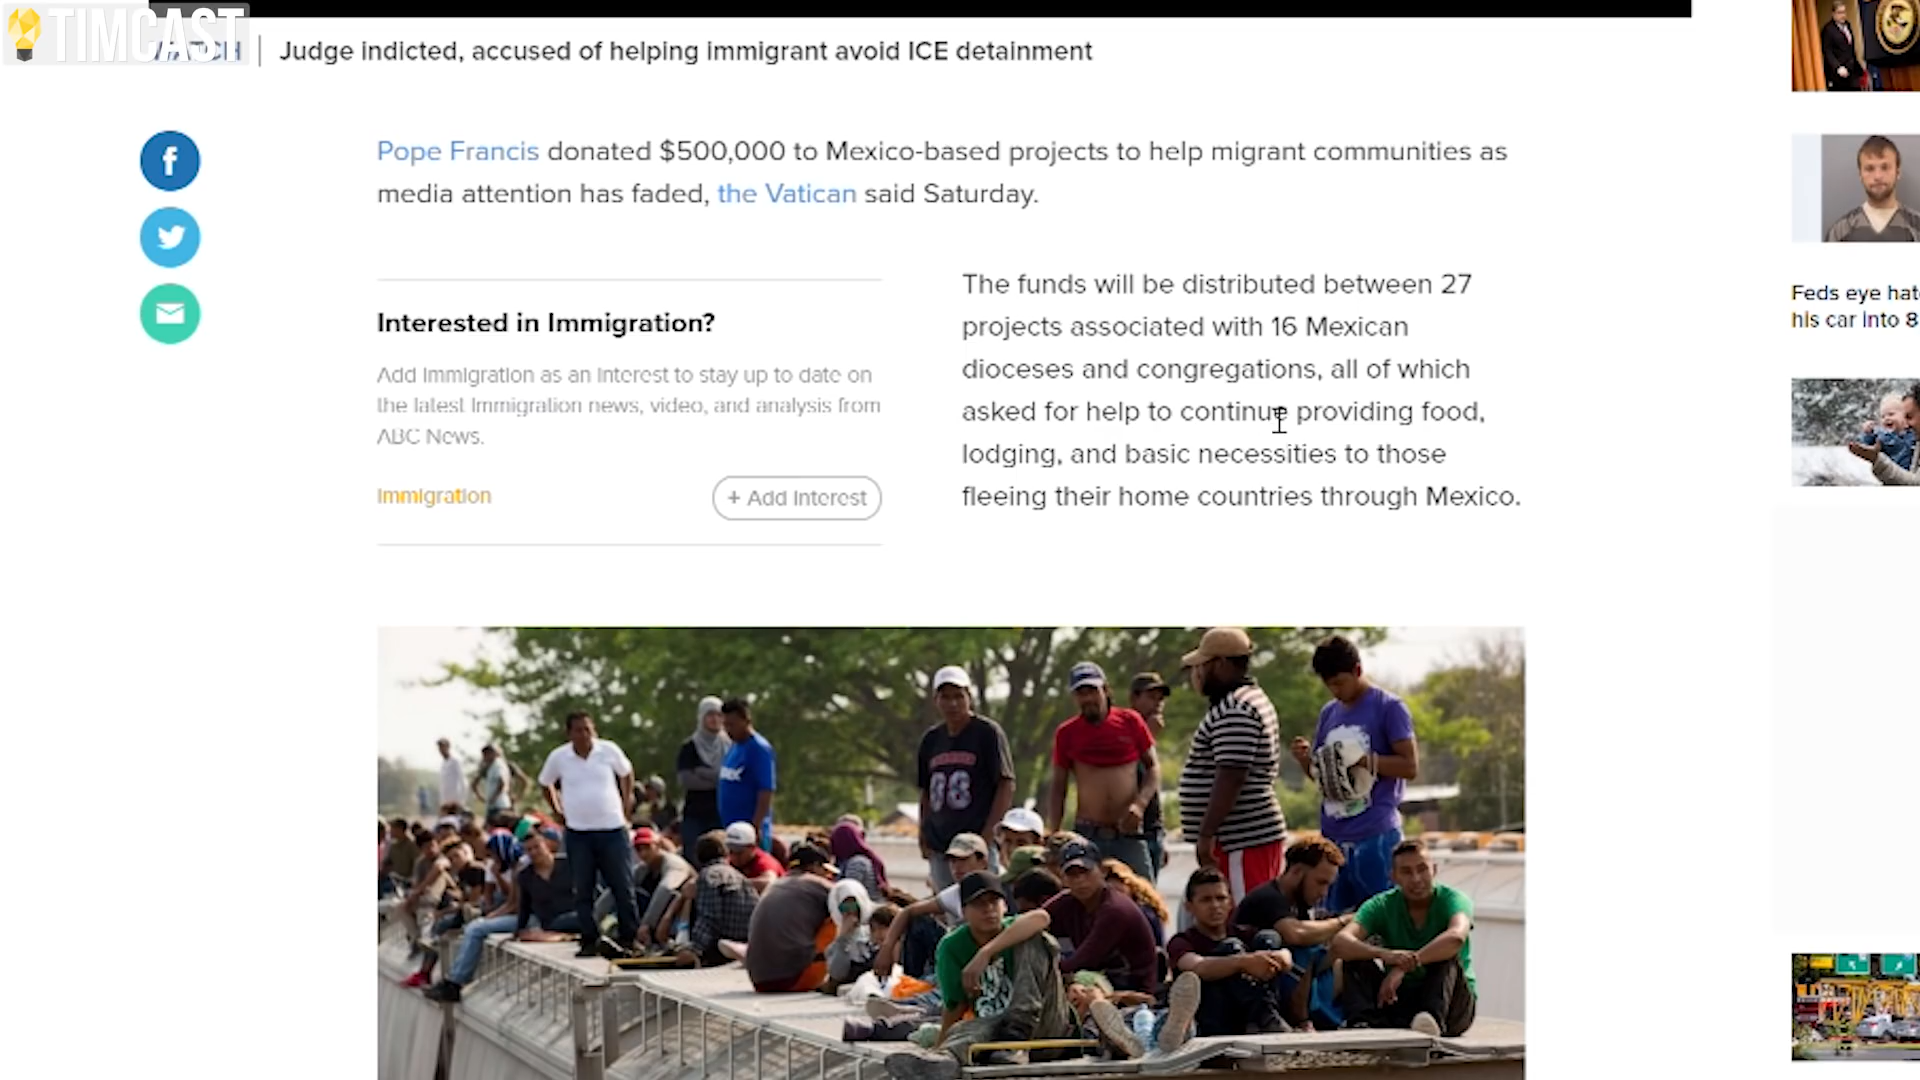 TIMCAST
WATCH | Judge indicted, accused of helping immigrant avoid ICE detainment
Pope Francis donated $500,000 to Mexico-based projects to help migrant communities as
media attention has faded, the Vatican said Saturday.
Interested in Immigration?
Add Immigration as an interest to stay up to date on
the latest Immigration news, video, and analysis from
ABC News.
Immigration
+ Add Interest
The funds will be distributed between 27
projects associated with 16 Mexican
dioceses and congregations, all of which
asked for help to continue providing food,
lodging, and basic necessities to those
fleeing their home countries through Mexico.
Feds eye hat
his car into 8